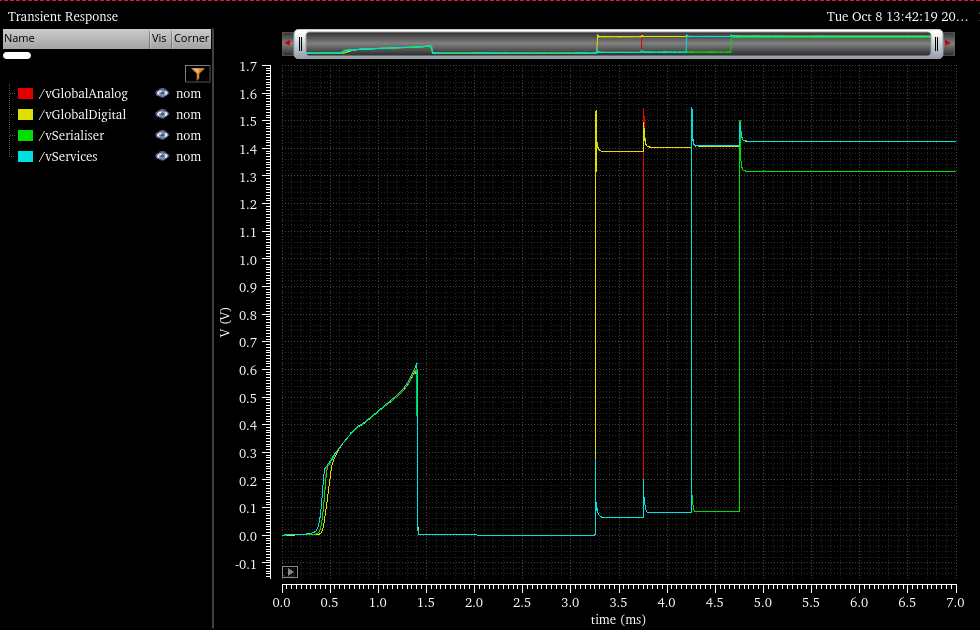 Transient Response
Tue Oct 8 13:42:19 20...
Name Vis Corner
/vGlobalAnalog nom
/vGlobalDigital nom
/vSerialiser nom
/vServices nom
V (V)
1.7
1.6
1.5
1.4
1.3
1.2
1.1
1.0
0.9
0.8
0.7
0.6
0.5
0.4
0.3
0.2
0.1
0.0
-0.1
0.0 0.5 1.0 1.5 2.0 2.5 3.0 3.5 4.0 4.5 5.0 5.5 6.0 6.5 7.0
time (ms)